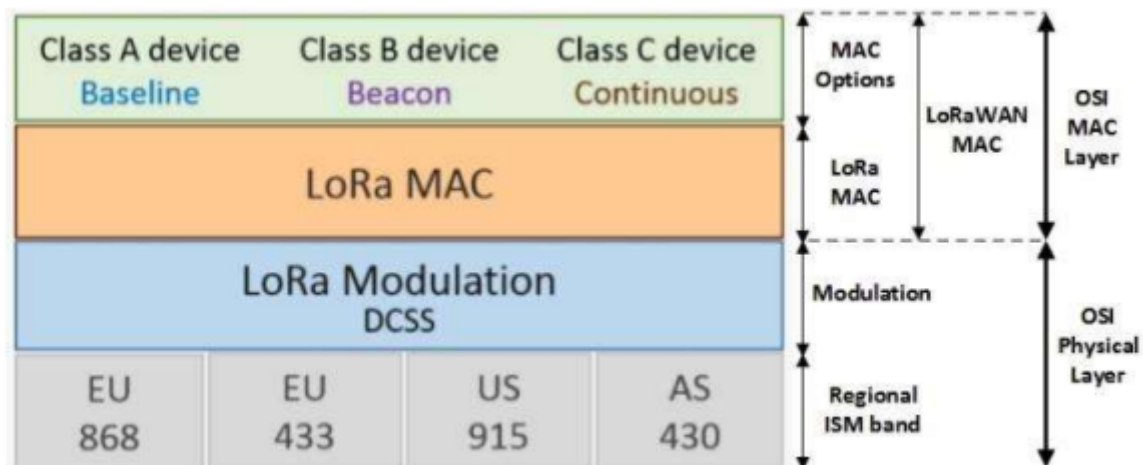 Class A device
Baseline
Class B device
Beacon
Class C device
Continuous
MAC
Options
LoRaWAN
MAC
OSI
MAC
Layer
LoRa MAC
LoRa
MAC
LoRa Modulation
DCSS
Modulation
OSI
Physical
Layer
EU
868
EU
433
US
915
AS
430
Regional
ISM band